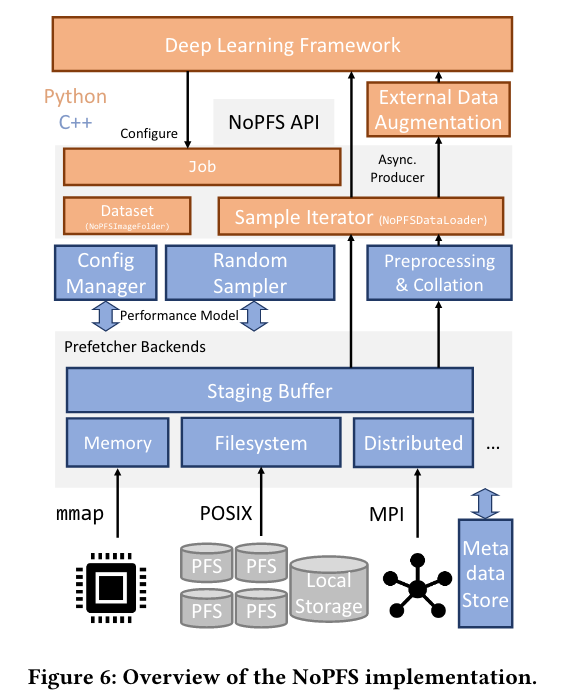 Deep Learning Framework
Python
C++
External Data
Augmentation
Configure
NoPFS API
Job
Async.
Producer
Dataset
(NoPFSImageFolder)
Sample Iterator (NoPFSDataLoader)
Config
Manager
Random
Sampler
Preprocessing
& Collation
Performance Model
Prefetcher Backends
Staging Buffer
Memory
Filesystem
Distributed
...
mmap
POSIX
MPI
PFS
PFS
PFS
PFS
Local
Storage
Meta
data
Store
Figure 6: Overview of the NoPFS implementation.